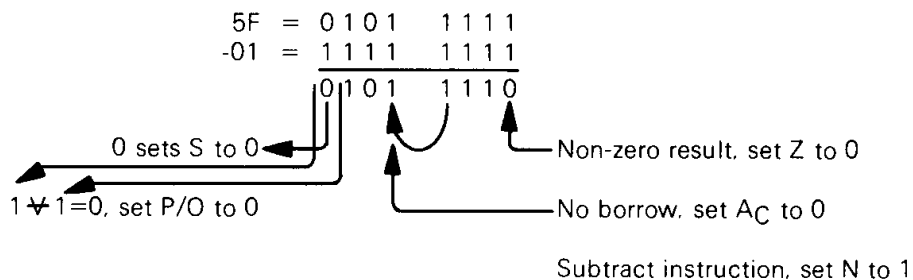 5F = 0101 1111
-01 = 1111 1111
0101 1110
0 sets S to 0
Non-zero result, set Z to 0
1 ⩝ 1=0, set P/O to 0
No borrow, set AC to 0
Subtract instruction, set N to 1